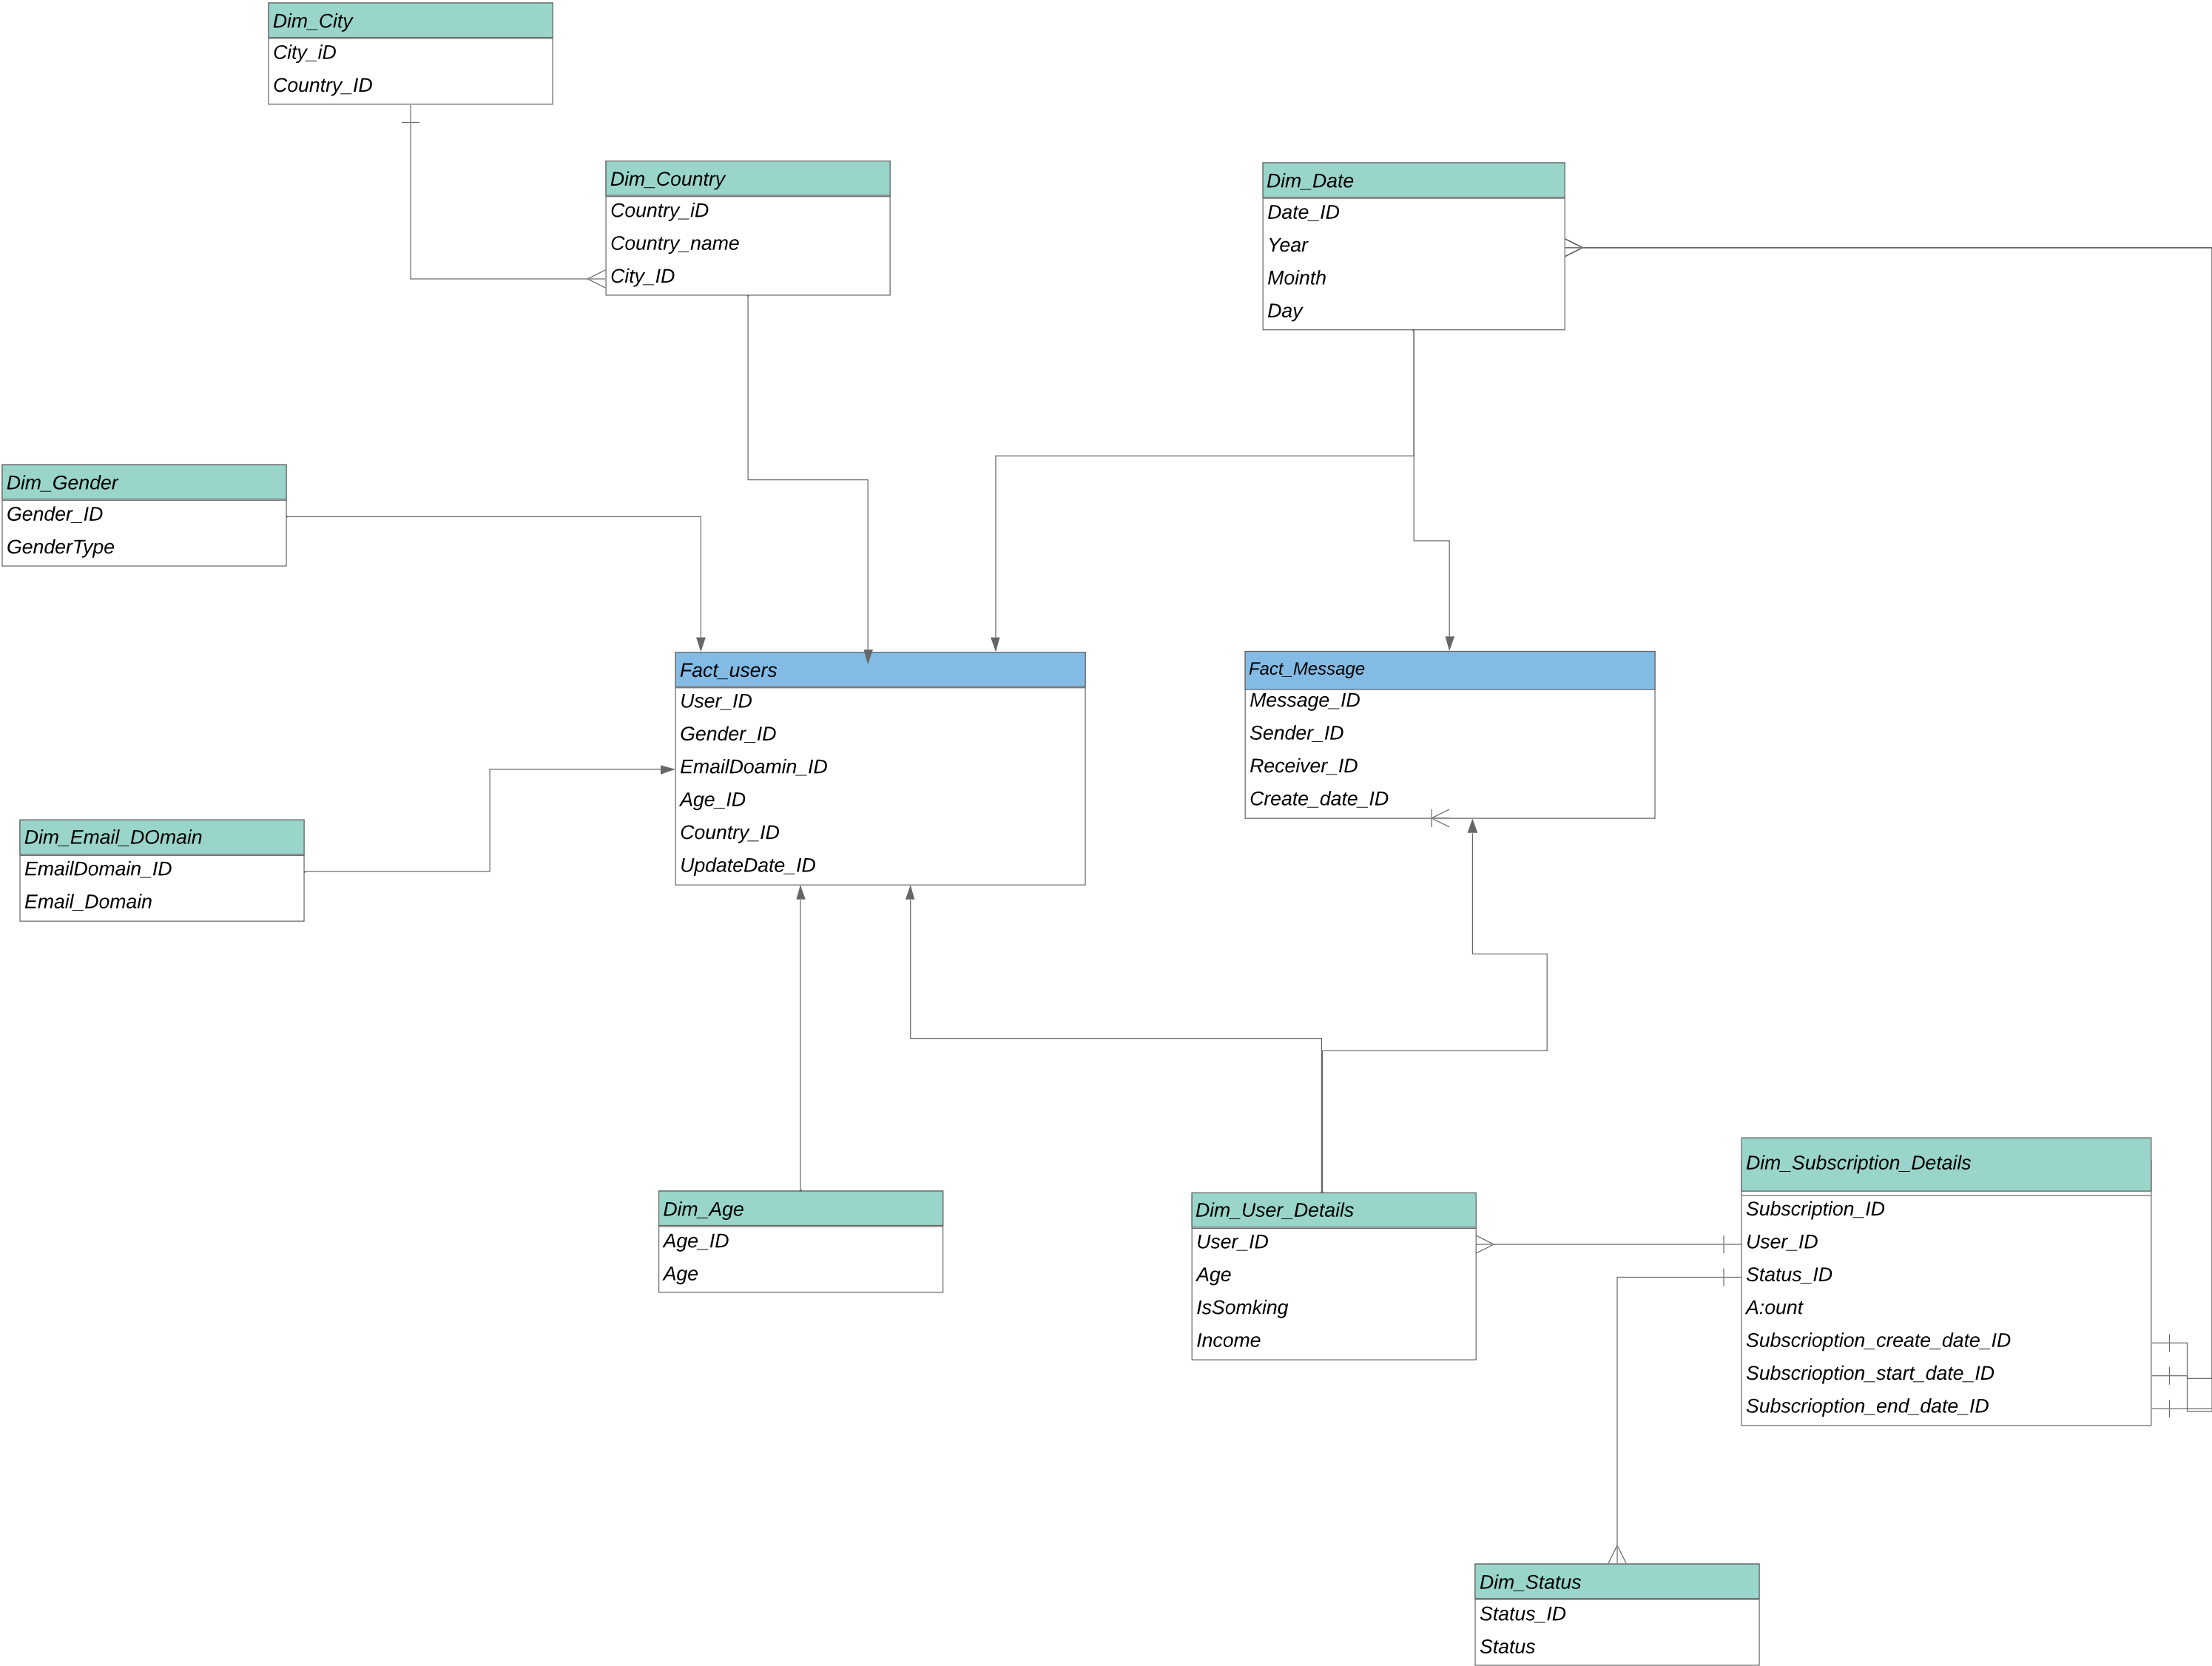 Dim_City
City_iD
Country_ID
Dim_Country
Country_iD
Country_name
City_ID
Dim_Date
Date_ID
Year
Mointh
Day
Dim_Gender
Gender_ID
GenderType
Fact_users
User_ID
Gender_ID
EmailDoamin_ID
Age_ID
Country_ID
UpdateDate_ID
Fact_Message
Message_ID
Sender_ID
Receiver_ID
Create_date_ID
Dim_Email_DOmain
EmailDomain_ID
Email_Domain
Dim_Age
Age_ID
Age
Dim_User_Details
User_ID
Age
IsSomking
Income
Dim_Subscription_Details
Subscription_ID
User_ID
Status_ID
A:ount
Subscrioption_create_date_ID
Subscrioption_start_date_ID
Subscrioption_end_date_ID
Dim_Status
Status_ID
Status